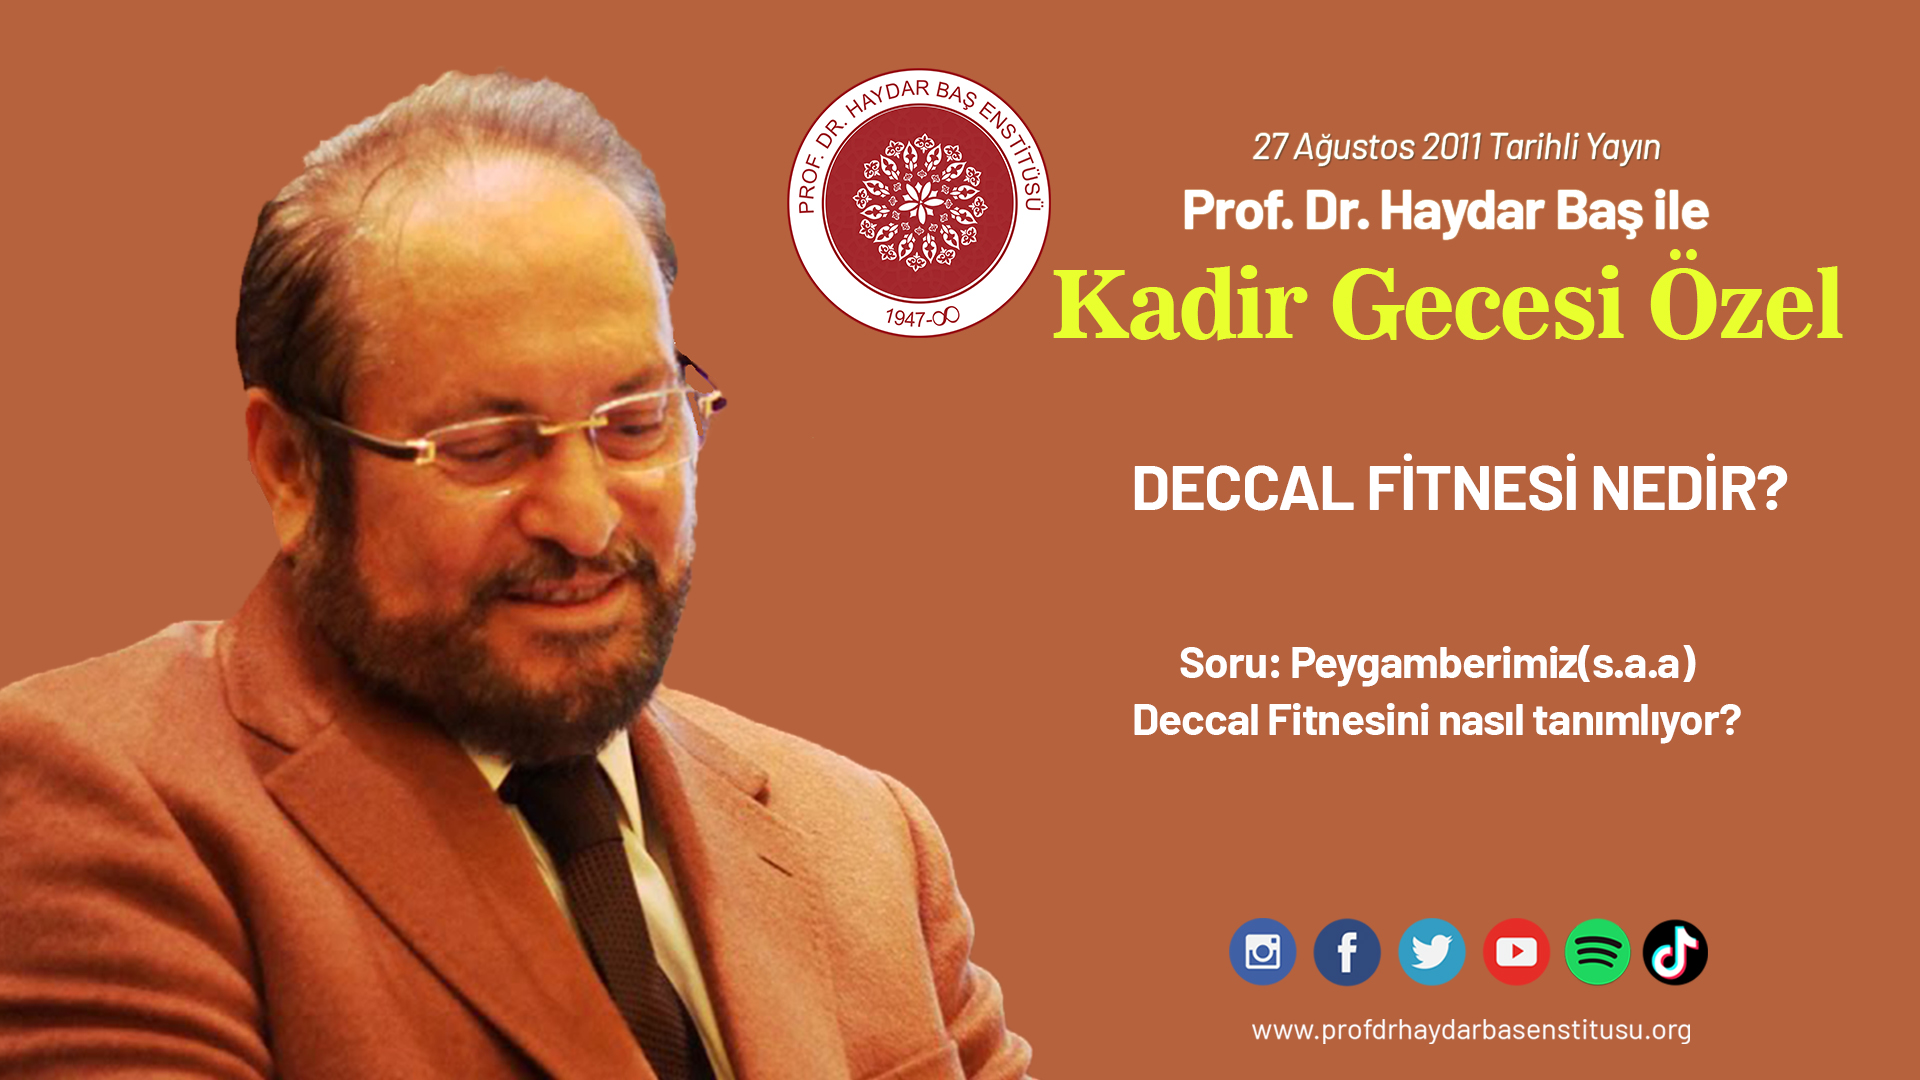 PROF. DR. HAYDAR BAŞ ENSTİTÜSÜ
1947-∞
27 Ağustos 2011 Tarihli Yayın
Prof. Dr. Haydar Baş ile
Kadir Gecesi Özel
DECCAL FİTNESİ NEDİR?
Soru: Peygamberimiz(s.a.a)
Deccal Fitnesini nasıl tanımlıyor?
www.profdrhaydarbasenstitusu.org